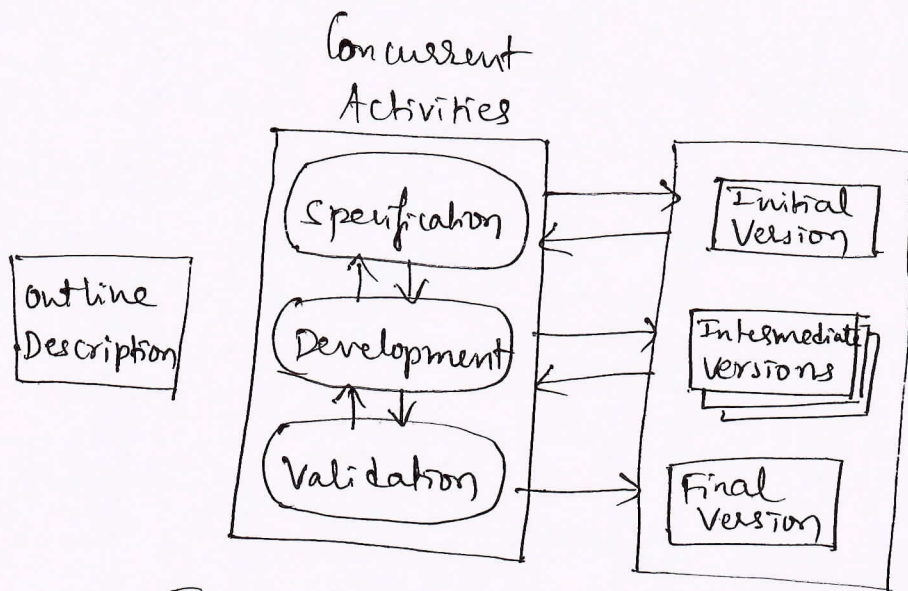 Concurrent
Activities
Outline
Description
Specification
Development
Validation
Initial
Version
Intermediate
Versions
Final
Version